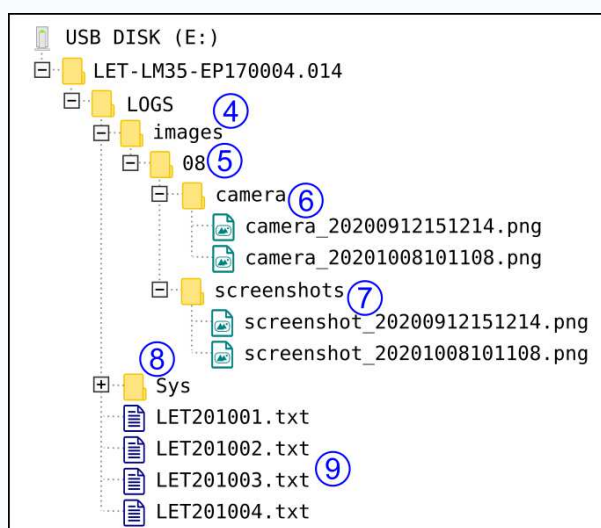 USB DISK (E:)
LET-LM35-EP170004.014
LOGS ④
images
08 ⑤
camera ⑥
camera_20200912151214.png
camera_20201008101108.png
screenshots ⑦
screenshot_20200912151214.png
screenshot_20201008101108.png
⑧
Sys
LET201001.txt
LET201002.txt
LET201003.txt ⑨
LET201004.txt